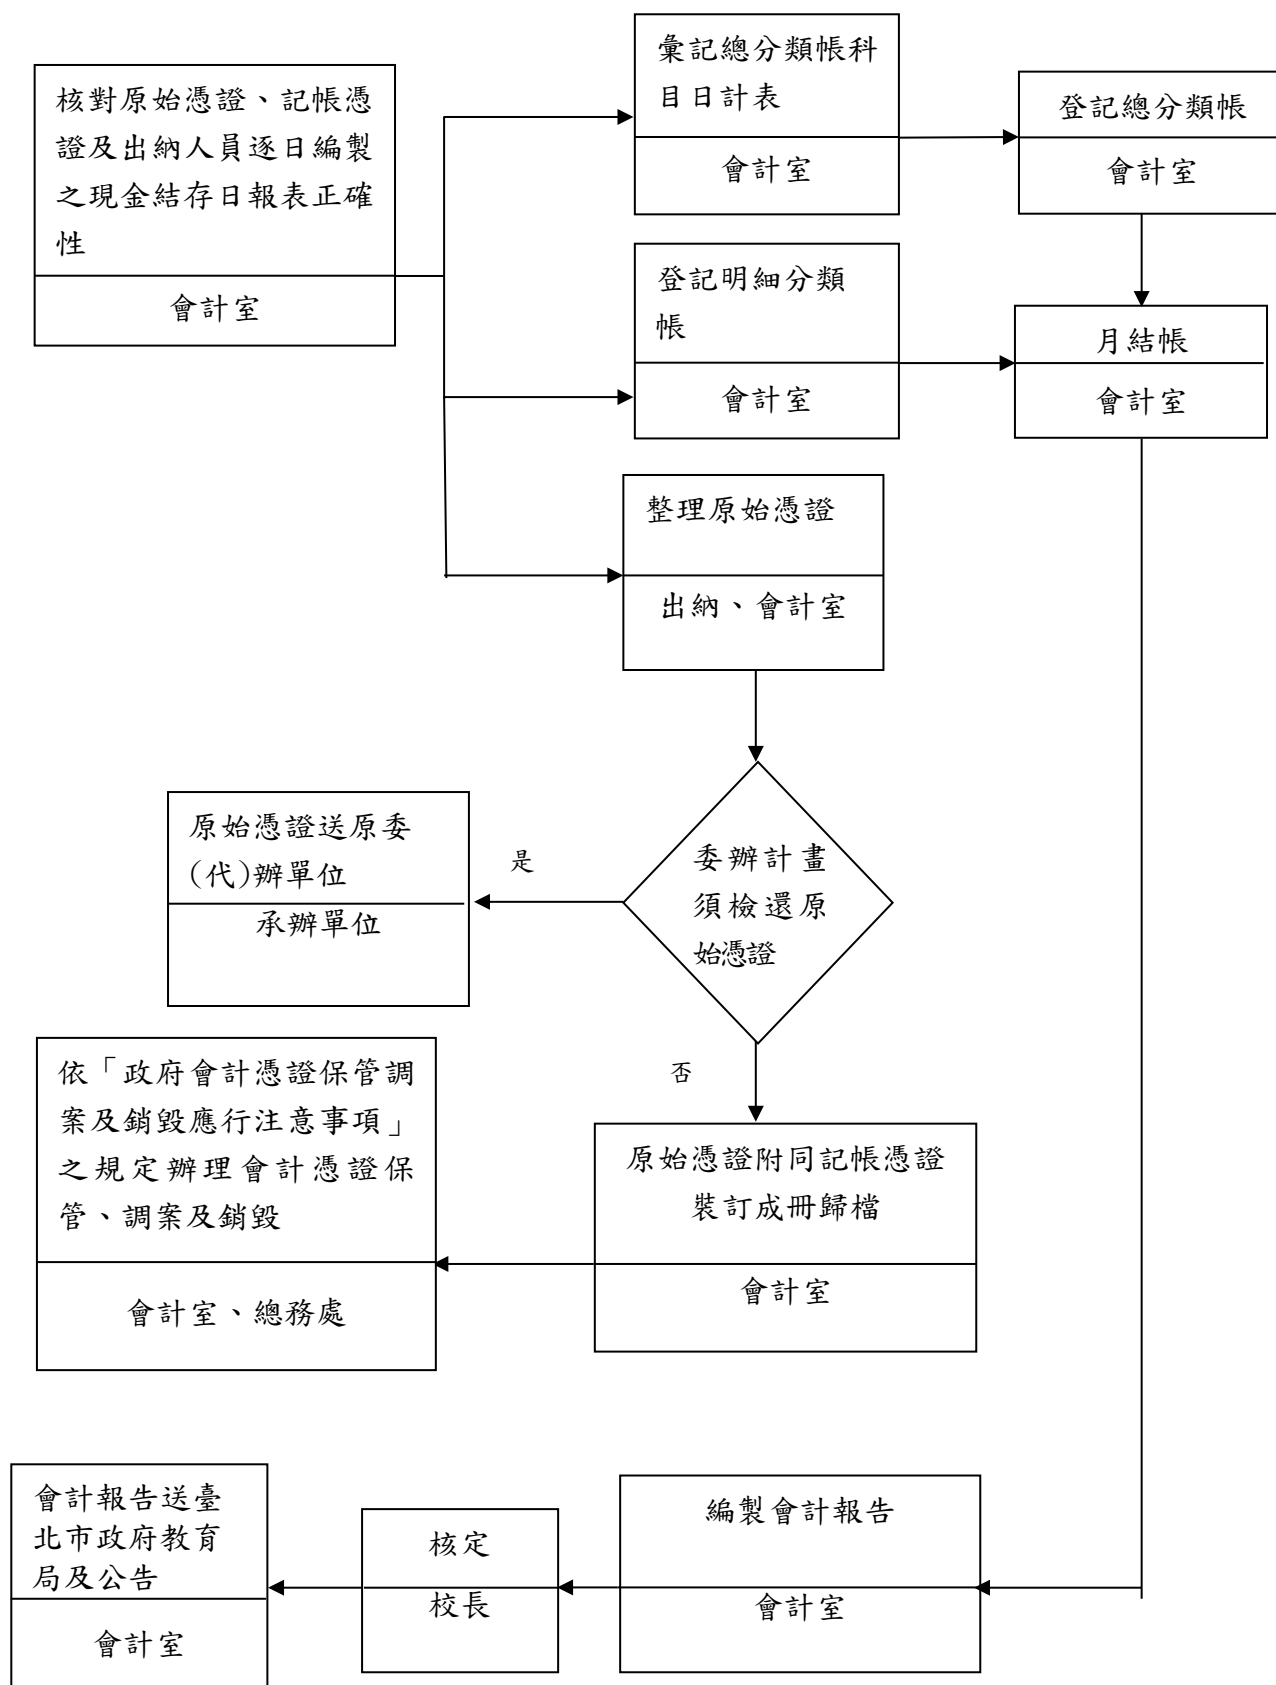 彙記總分類帳科
目日計表
會計室
登記總分類帳
會計室
核對原始憑證、記帳憑
證及出納人員逐日編製
之現金結存日報表正確
性
會計室
登記明細分類
帳
會計室
月結帳
會計室
整理原始憑證
出納、會計室
委辦計畫
須檢還原
始憑證
是
原始憑證送原委
(代)辦單位
承辦單位
否
原始憑證附同記帳憑證
裝訂成冊歸檔
會計室
依「政府會計憑證保管調
案及銷毀應行注意事項」
之規定辦理會計憑證保
管、調案及銷毀
會計室、總務處
編製會計報告
會計室
核定
校長
會計報告送臺
北市政府教育
局及公告
會計室